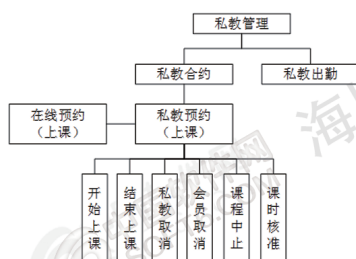 私教管理
私教合约
私教出勤
在线预约
（上课）
私教预约
（上课）
开始上课
结束上课
私教取消
会员取消
课程中止
课时核准